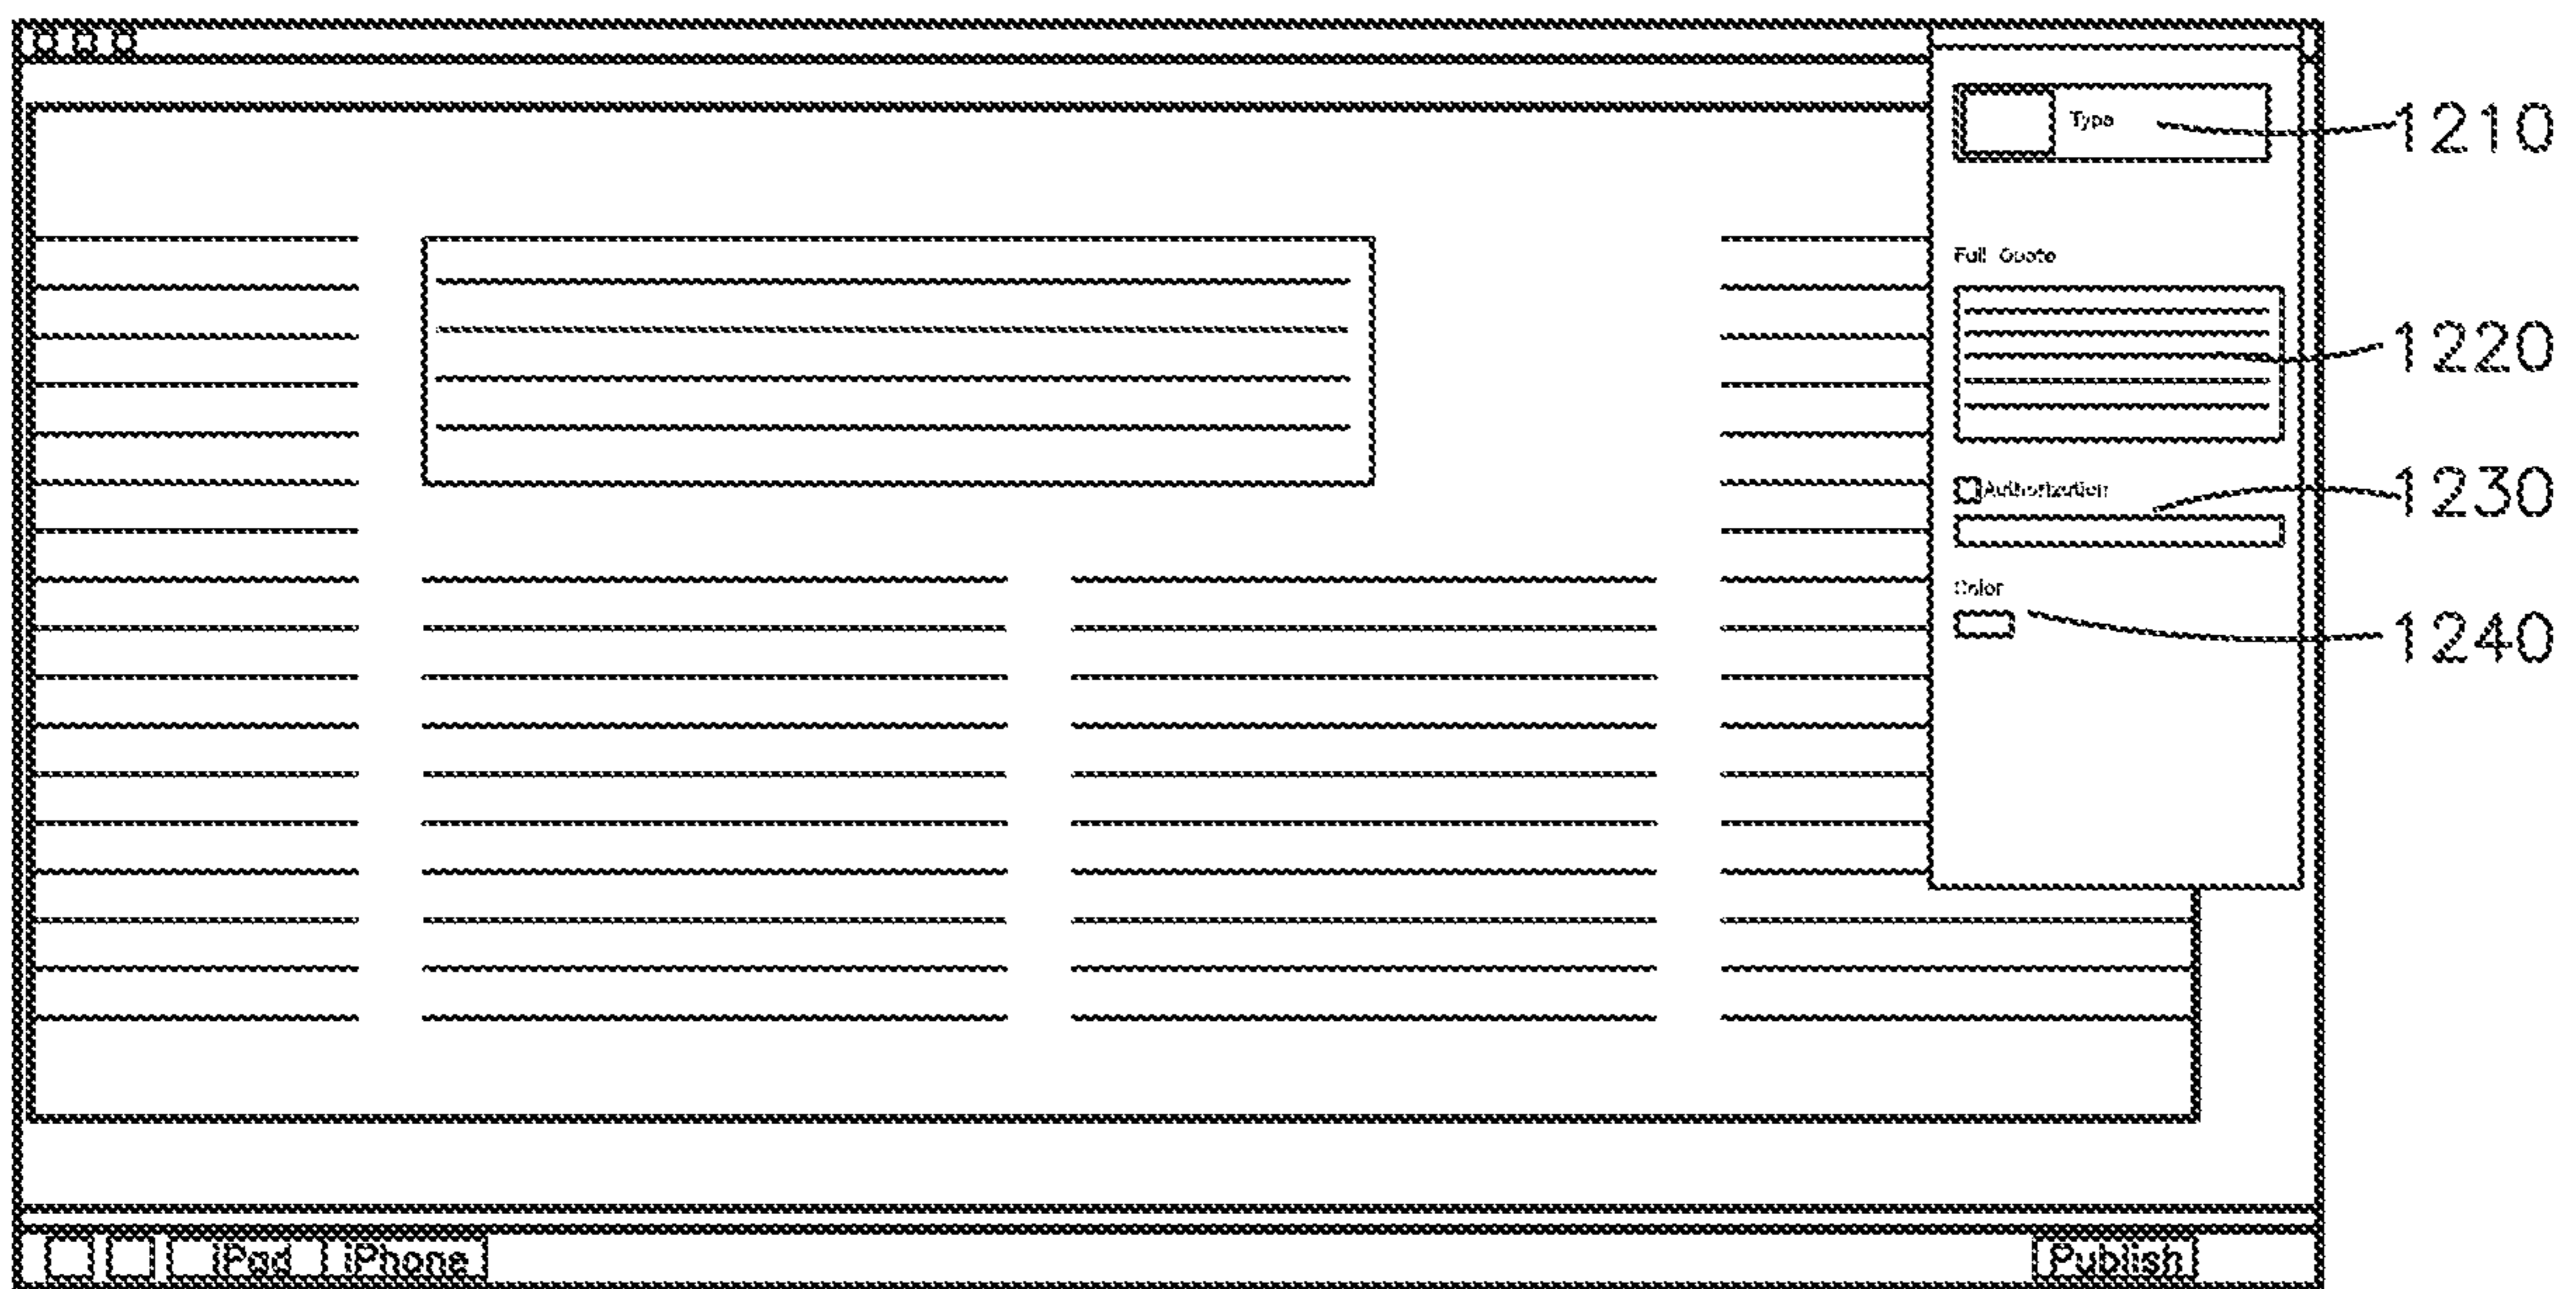 Type
1210
Full Quote
1220
Authorization
1230
Color
1240
iPad iPhone
Publish